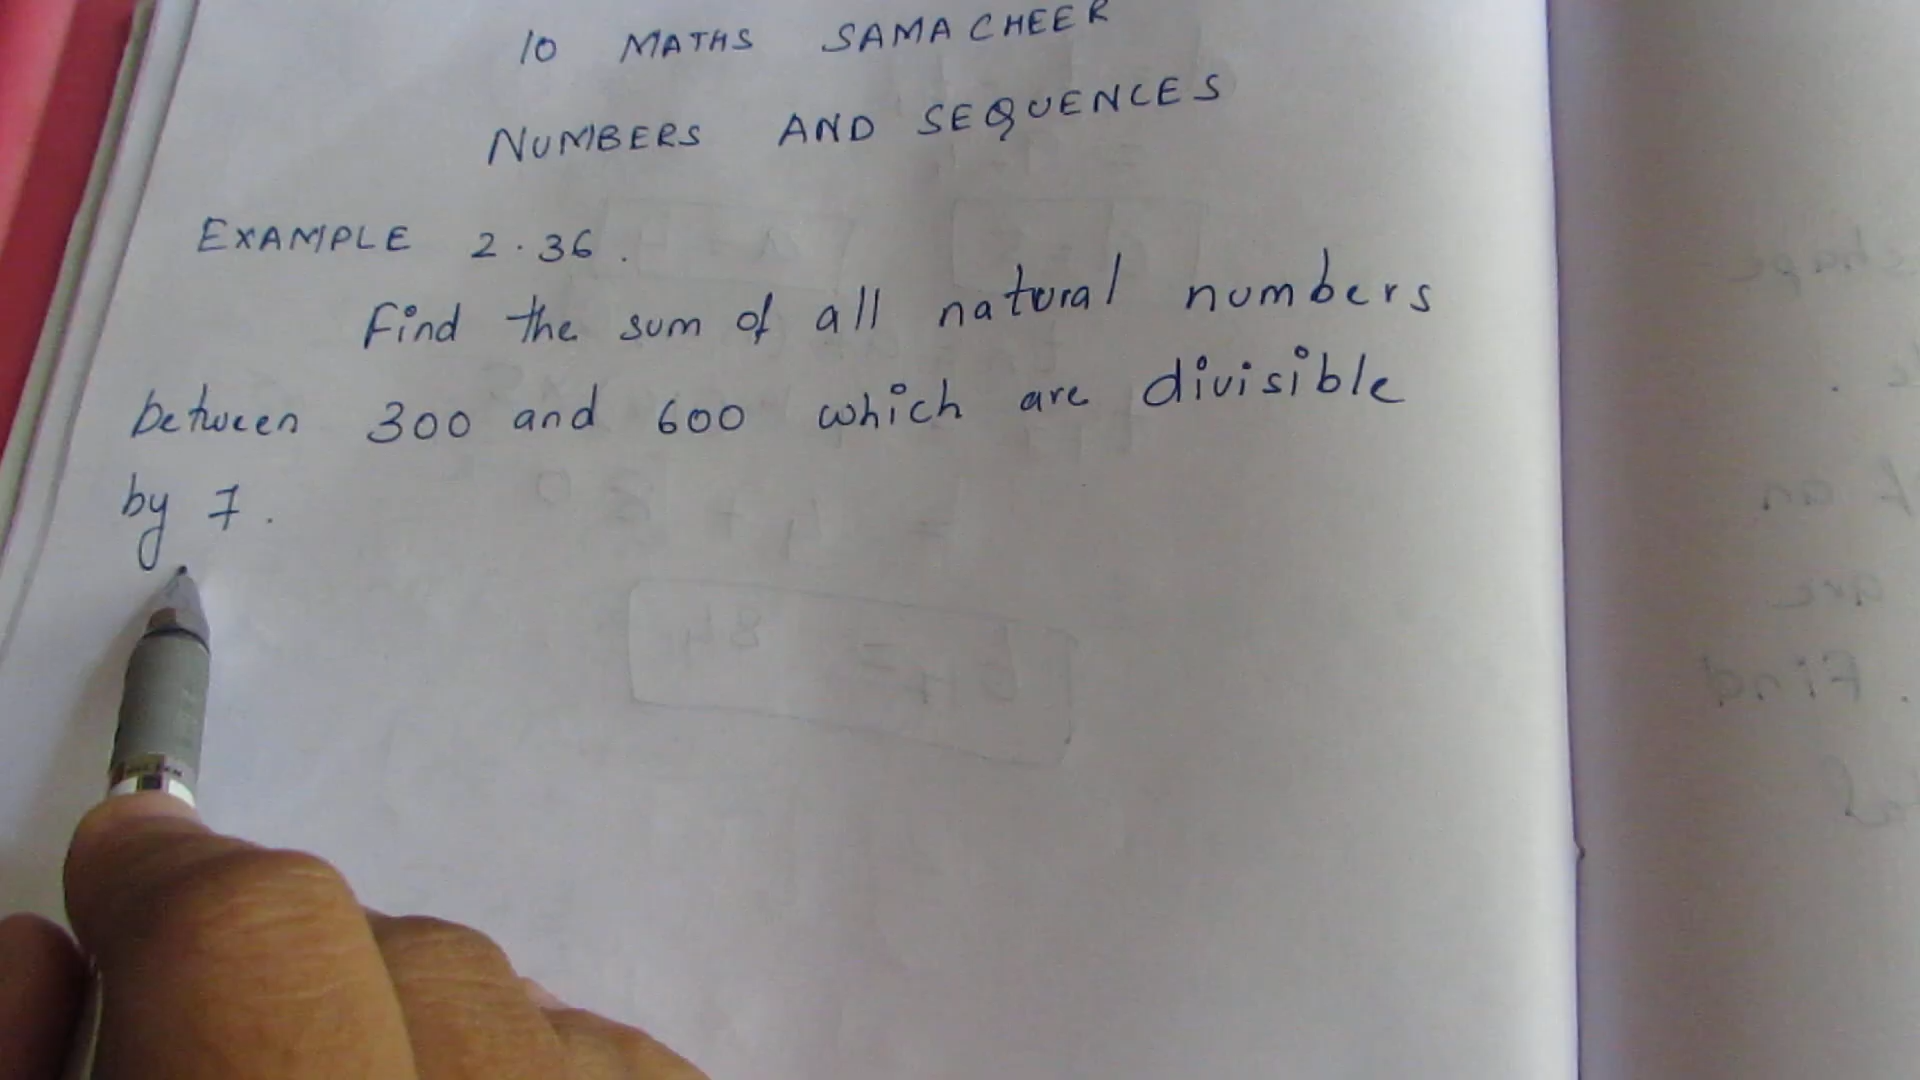 10 MATHS SAMACHEER
NUMBERS AND SEQUENCES
EXAMPLE 2.36.
Find the sum of all natural numbers
between 300 and 600 which are divisible
by 7.